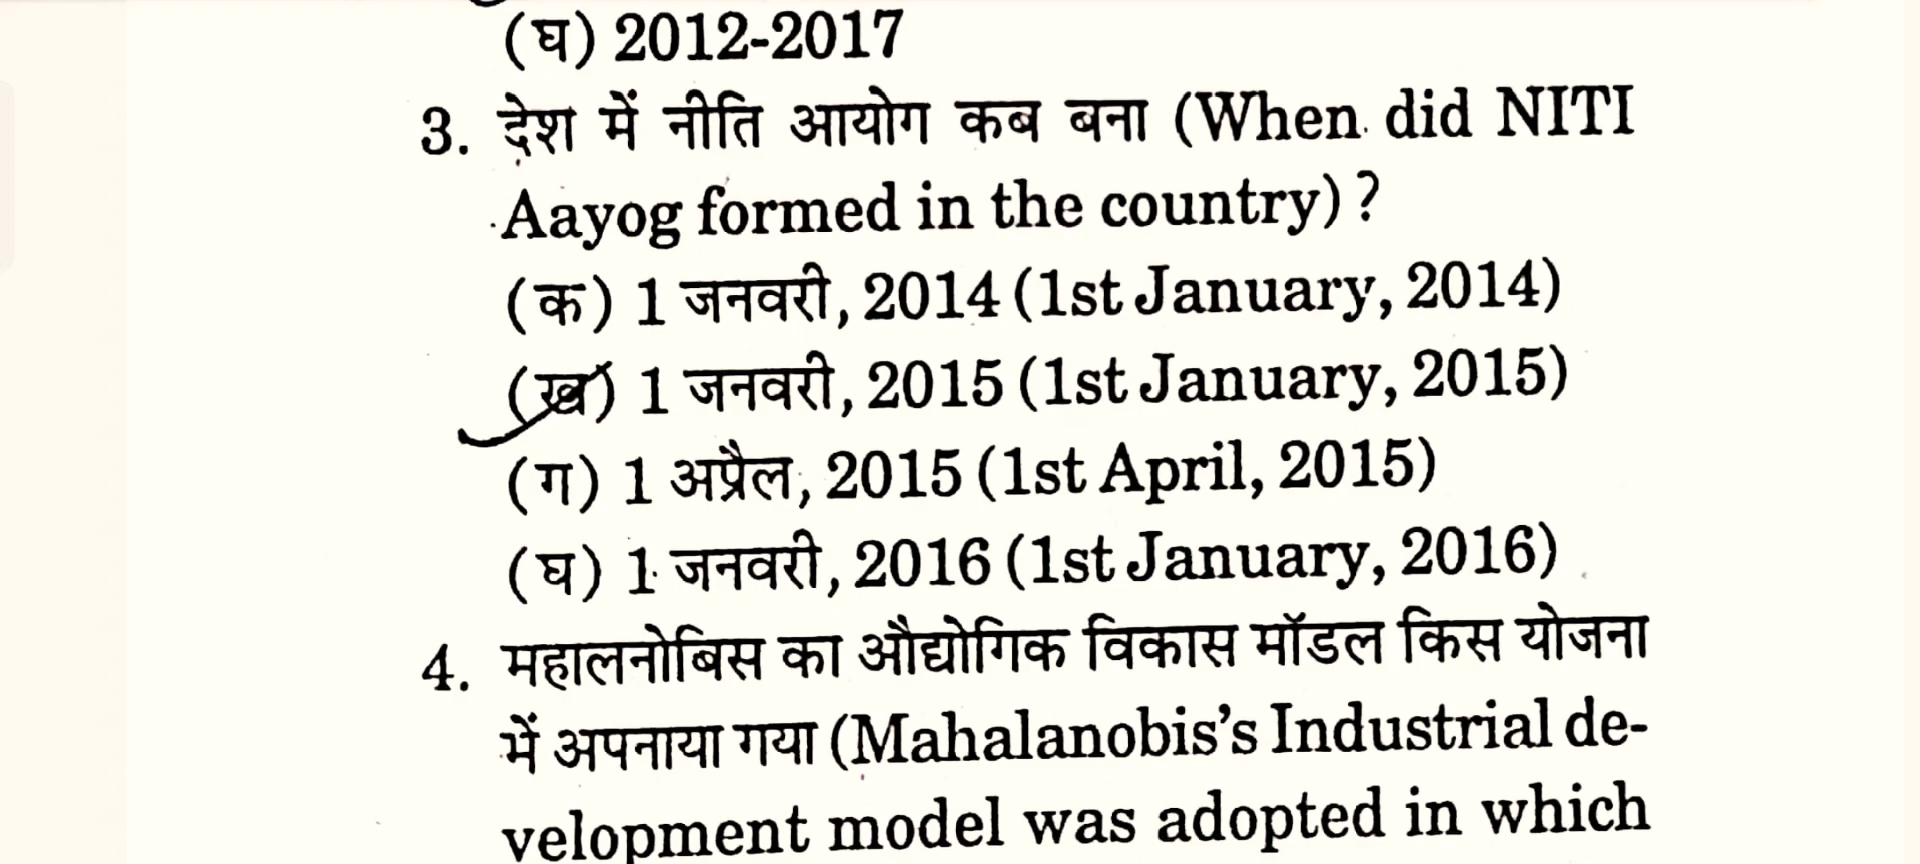 (घ) 2012-2017
3. देश में नीति आयोग कब बना (When did NITI
Aayog formed in the country) ?
(क) 1 जनवरी, 2014 (1st January, 2014)
(ख) 1 जनवरी, 2015 (1st January, 2015)
(ग) 1 अप्रैल, 2015 (1st April, 2015)
(घ) 1 जनवरी, 2016 (1st January, 2016)
4. महालनोबिस का औद्योगिक विकास मॉडल किस योजना
में अपनाया गया (Mahalanobis’s Industrial de-
velopment model was adopted in which